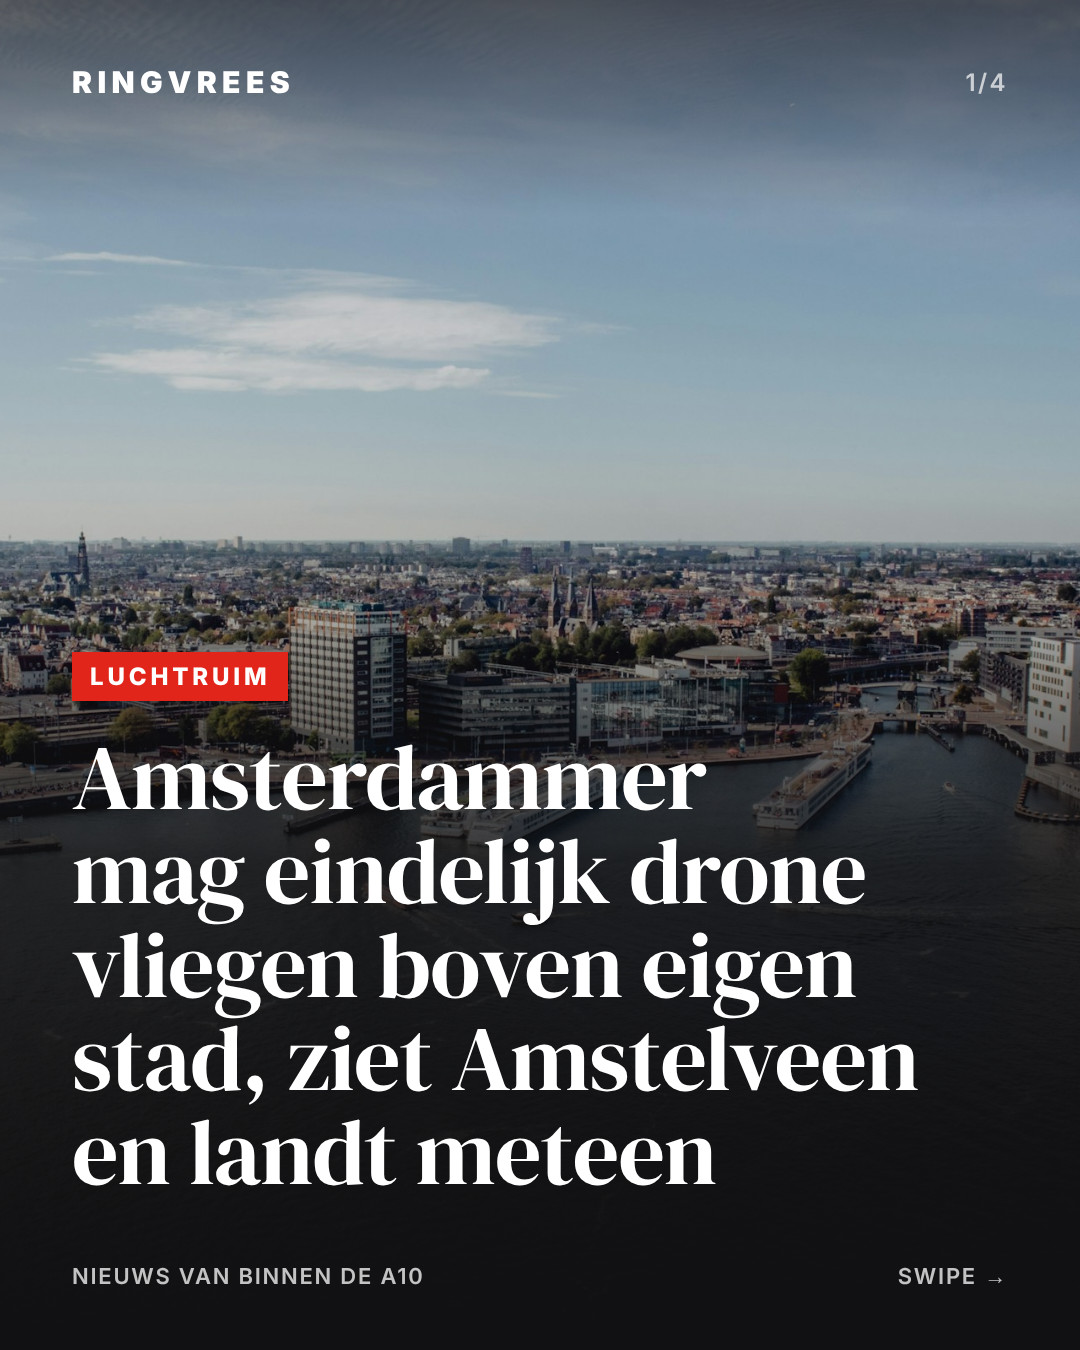 RINGVREES
1/4
LUCHTRUIM
Amsterdammer
mag eindelijk drone
vliegen boven eigen
stad, ziet Amstelveen
en landt meteen
NIEUWS VAN BINNEN DE A10
SWIPE →